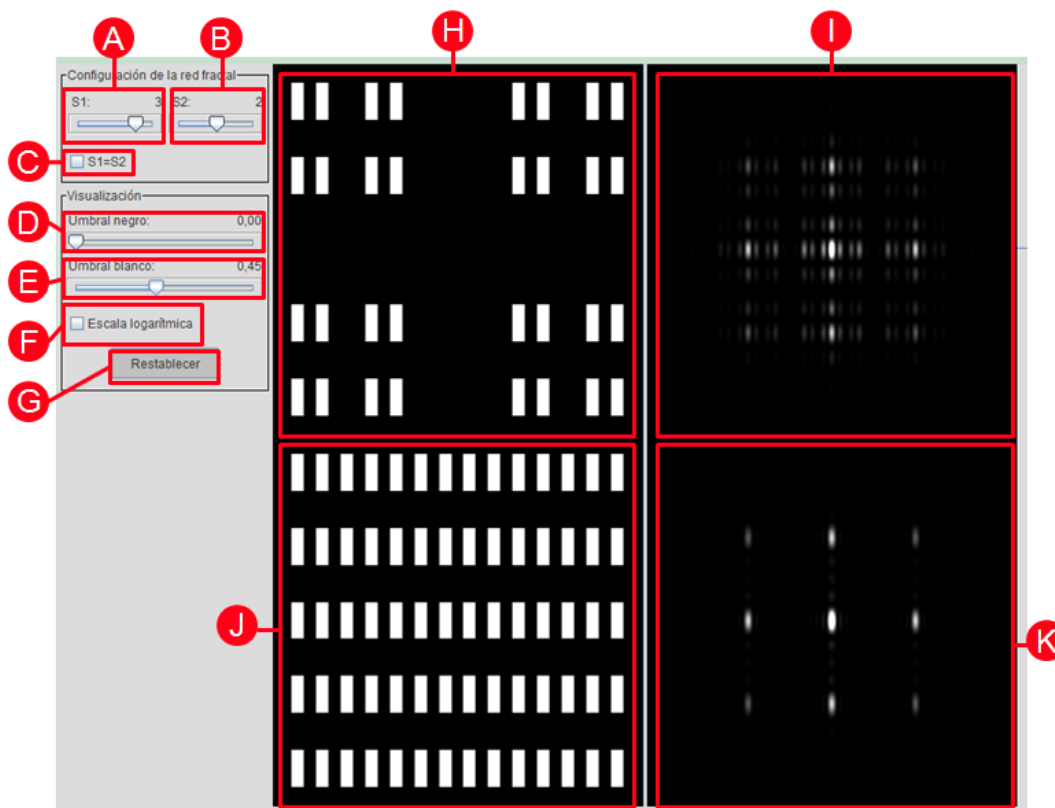 A
B
H
I
Configuración de la red fractal
S1: 3 S2: 2
C
S1=S2
Visualización
D
Umbral negro: 0,00
E
Umbral blanco: 0,45
F
Escala logarítmica
G
Restablecer
J
K